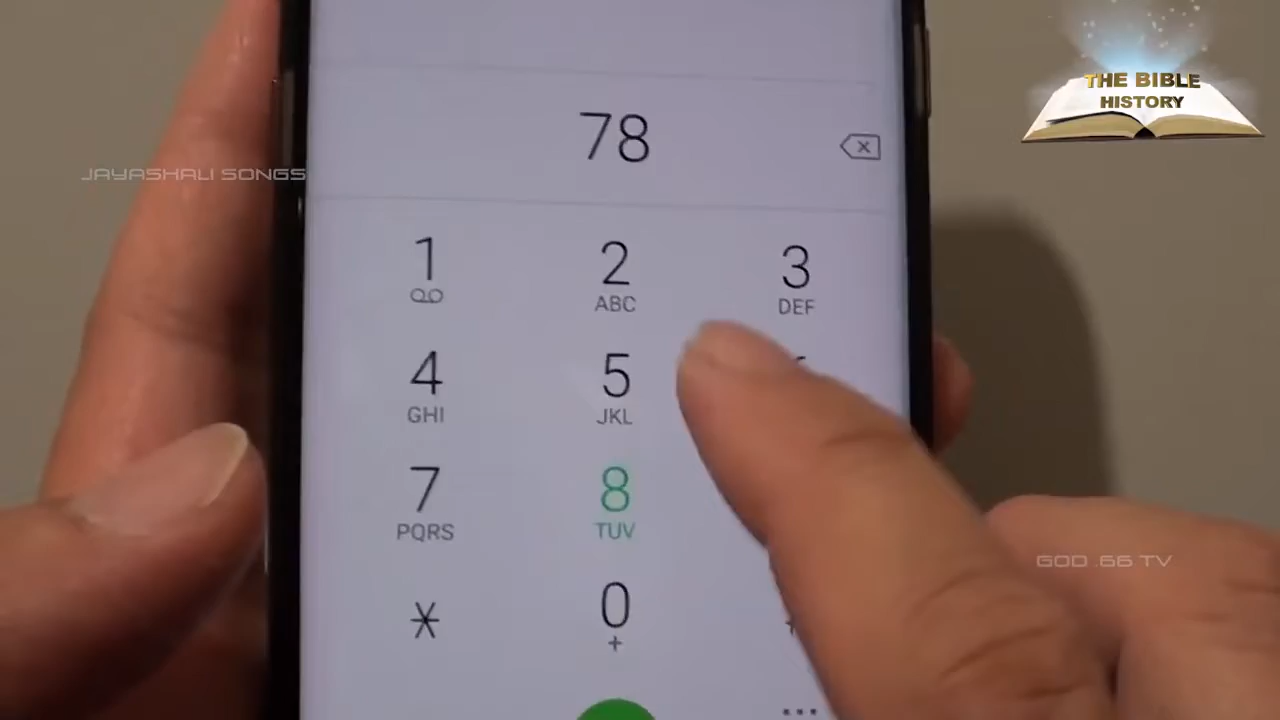 THE BIBLE
HISTORY
78
JAYASHALI SONGS
1
2
ABC
3
DEF
4
GHI
5
JKL
7
PQRS
8
TUV
GOD .66 TV
*
0
+